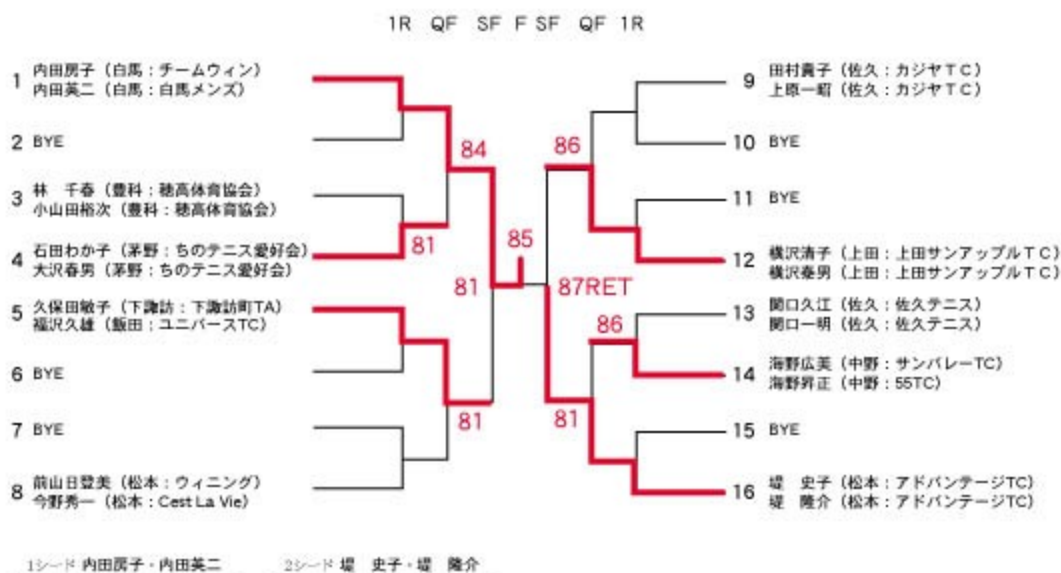 1R QF SF F SF QF 1R
1 内田房子（白馬：チームウィン）
内田英二（白馬：白馬メンズ）
2 BYE
3 林 千春（豊科：穂高体育協会）
小山田裕次（豊科：穂高体育協会）
4 石田わか子（茅野：ちのテニス愛好会）
大沢春男（茅野：ちのテニス愛好会）
5 久保田敏子（下諏訪：下諏訪町TA）
福沢久雄（飯田：ユニバースTC）
6 BYE
7 BYE
8 前山日登美（松本：ウィニング）
今野秀一（松本：Cest La Vie）
84
81
81
81
85
87RET
86
86
81
9 田村貴子（佐久：カジヤＴＣ）
上原一昭（佐久：カジヤＴＣ）
10 BYE
11 BYE
12 横沢清子（上田：上田サンアップルＴＣ）
横沢泰男（上田：上田サンアップルＴＣ）
13 関口久江（佐久：佐久テニス）
関口一明（佐久：佐久テニス）
14 海野広美（中野：サンバレーTC）
海野昇正（中野：55TC）
15 BYE
16 堤 史子（松本：アドバンテージTC）
堤 隆介（松本：アドバンテージTC）
1シード 内田房子・内田英二 2シード 堤 史子・堤 隆介